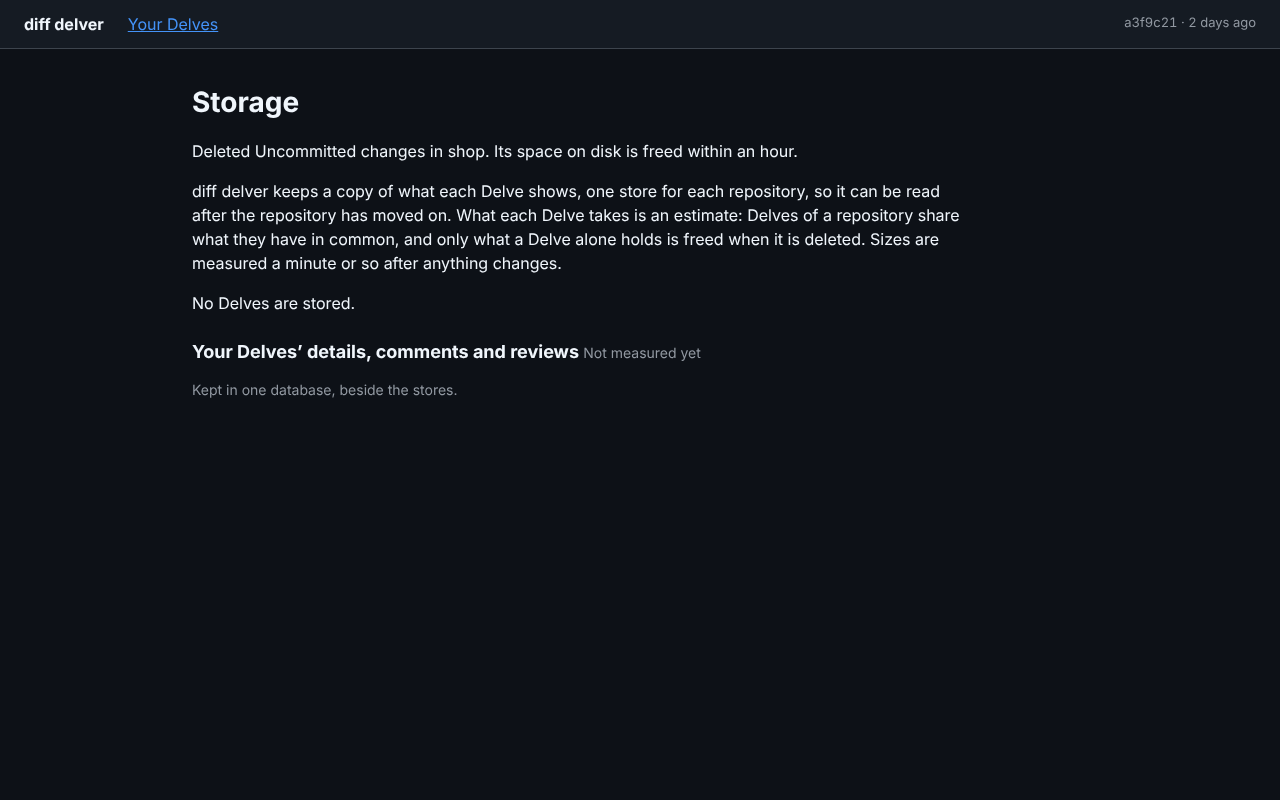 diff delver
Your Delves
a3f9c21 · 2 days ago
Storage
Deleted Uncommitted changes in shop. Its space on disk is freed within an hour.
diff delver keeps a copy of what each Delve shows, one store for each repository, so it can be read
after the repository has moved on. What each Delve takes is an estimate: Delves of a repository share
what they have in common, and only what a Delve alone holds is freed when it is deleted. Sizes are
measured a minute or so after anything changes.
No Delves are stored.
Your Delves’ details, comments and reviews Not measured yet
Kept in one database, beside the stores.